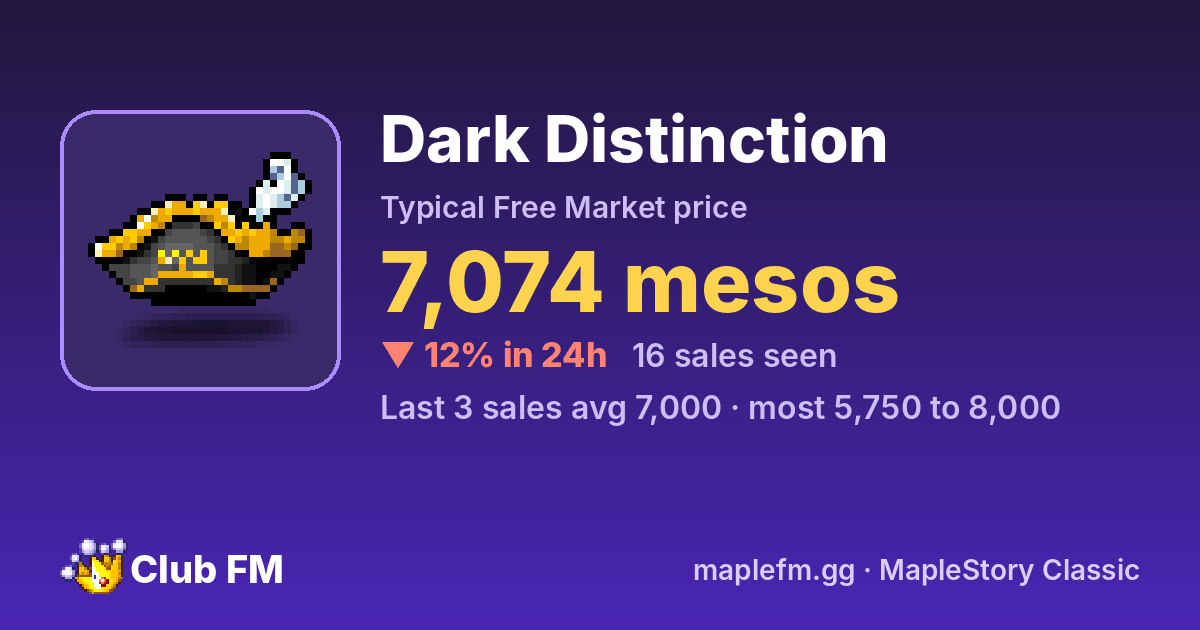 Dark Distinction
Typical Free Market price
7,074 mesos
▼ 12% in 24h 16 sales seen
Last 3 sales avg 7,000 · most 5,750 to 8,000
Club FM
maplefm.gg · MapleStory Classic